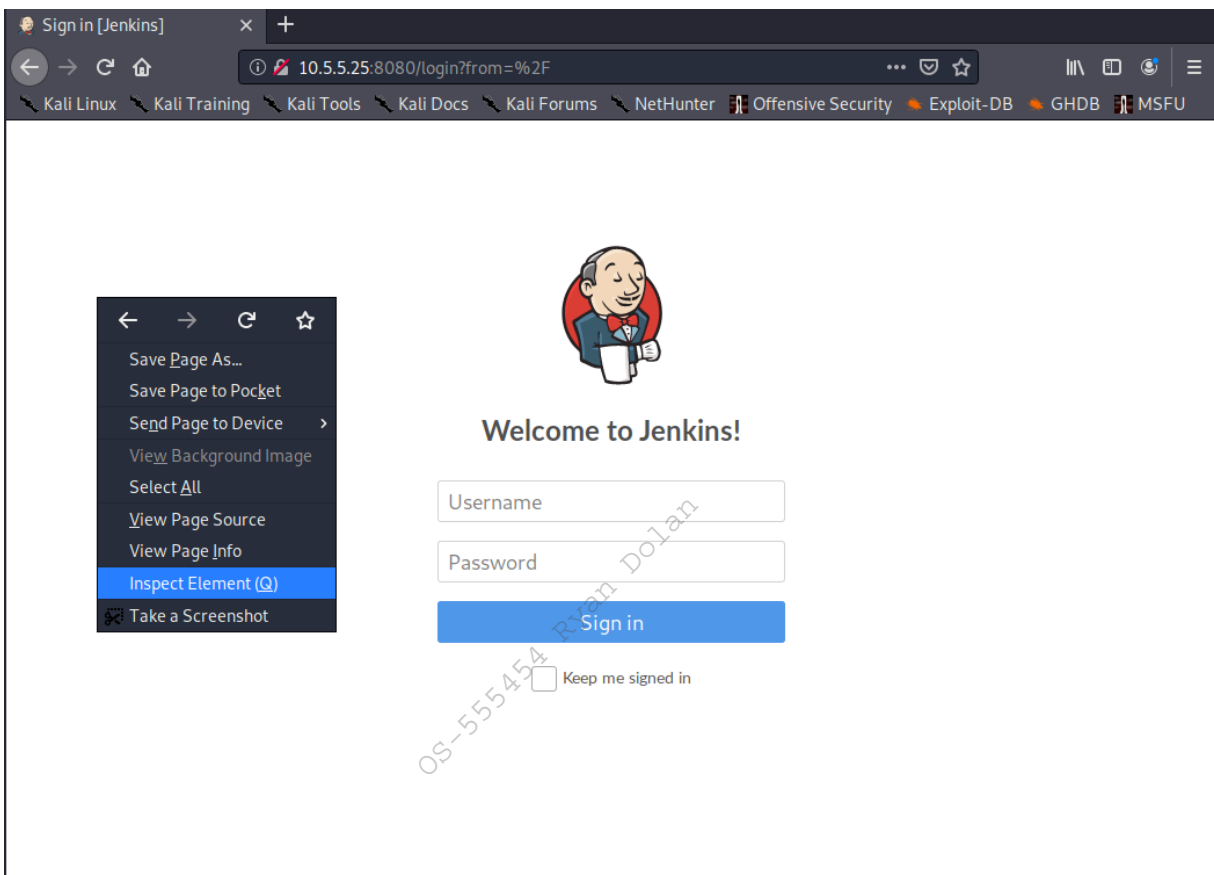 Sign in [Jenkins]
10.5.5.25:8080/login?from=%2F
Kali Linux Kali Training Kali Tools Kali Docs Kali Forums NetHunter Offensive Security Exploit-DB GHDB MSFU
Save Page As...
Save Page to Pocket
Send Page to Device
View Background Image
Select All
View Page Source
View Page Info
Inspect Element (Q)
Take a Screenshot
Welcome to Jenkins!
Username
Password
Sign in
Keep me signed in
OS-555454 Ryan Dolan